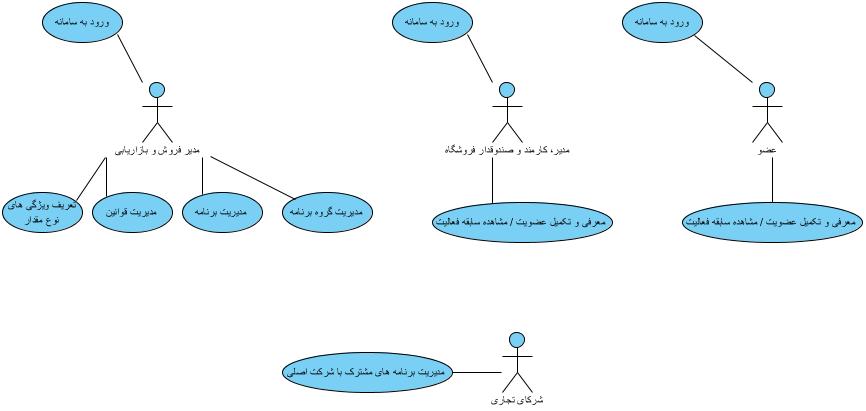 ورود به سامانه
ورود به سامانه
ورود به سامانه
مدیر فروش و بازاریابی
مدیر، کارمند و صندوقدار فروشگاه
عضو
تعریف ویژگی های
نوع مقدار
مدیریت قوانین
مدیریت برنامه
مدیریت گروه برنامه
معرفی و تکمیل عضویت / مشاهده سابقه فعالیت
معرفی و تکمیل عضویت / مشاهده سابقه فعالیت
مدیریت برنامه های مشترک با شرکت اصلی
شرکای تجاری